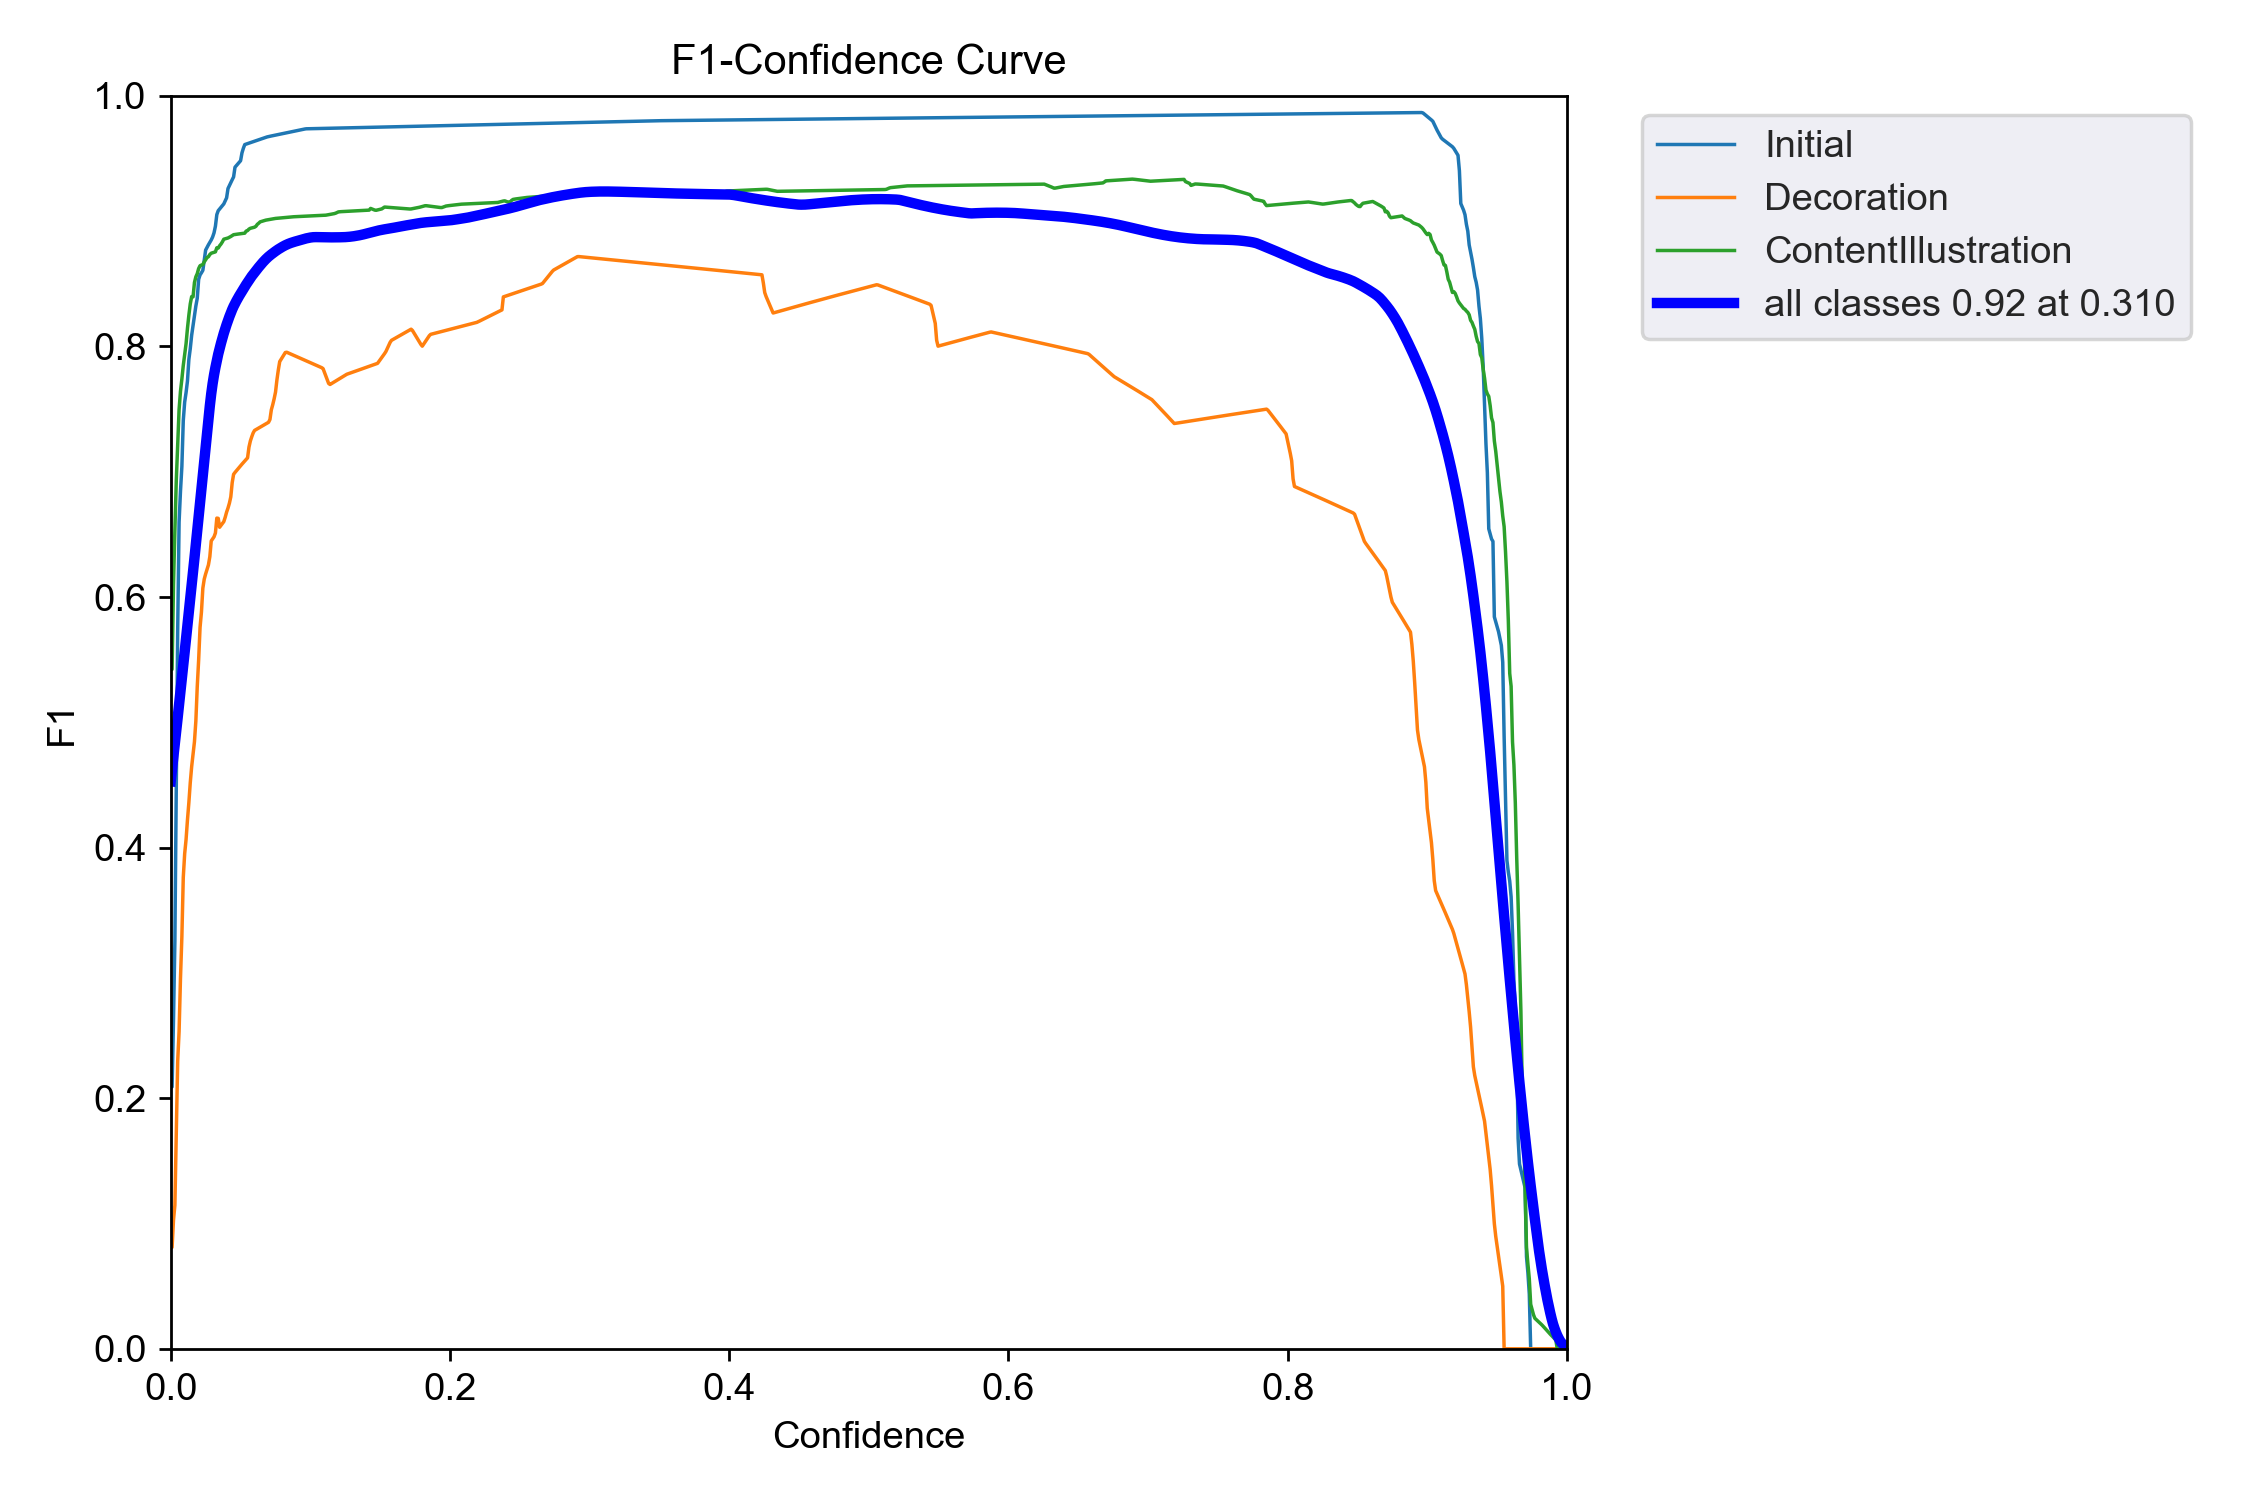 F1-Confidence Curve
1.0
0.8
0.6
0.4
0.2
0.0
F1
0.0 0.2 0.4 0.6 0.8 1.0
Confidence
Initial
Decoration
ContentIllustration
all classes 0.92 at 0.310